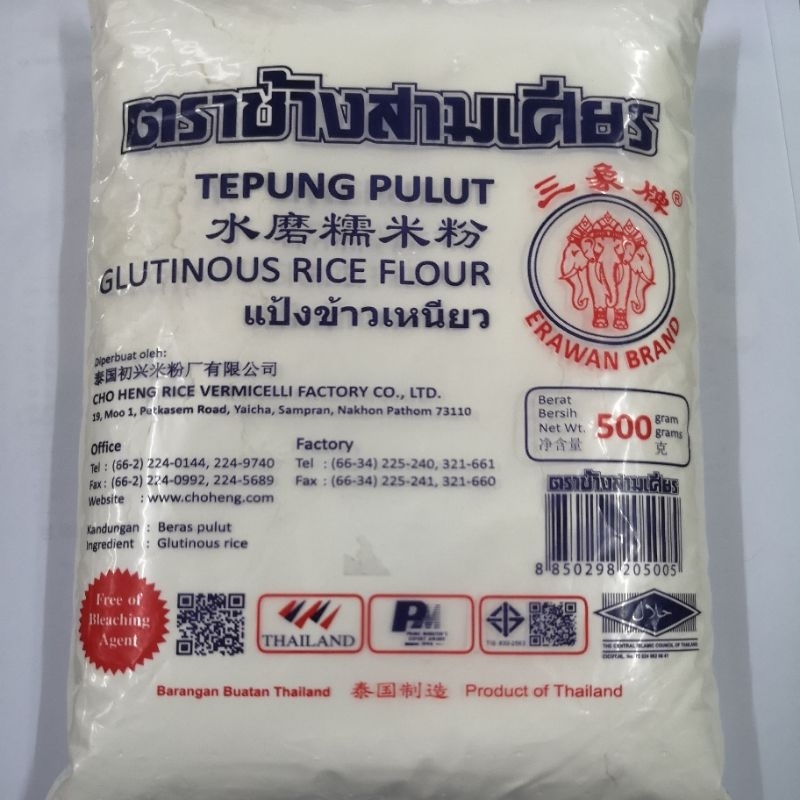 ตราช้างสามเศียร
TEPUNG PULUT
水磨糯米粉
GLUTINOUS RICE FLOUR
แป้งข้าวเหนียว
三象牌®
ERAWAN BRAND
Diperbuat oleh:
泰国初兴米粉厂有限公司
CHO HENG RICE VERMICELLI FACTORY CO., LTD.
19, Moo 1, Petkasem Road, Yaicha, Sampran, Nakhon Pathom 73110
Office
Tel : (66-2) 224-0144, 224-9740
Fax : (66-2) 224-0992, 224-5689
Website : www.choheng.com
Factory
Tel : (66-34) 225-240, 321-661
Fax : (66-34) 225-241, 321-660
Berat
Bersih
Net Wt.
净含量
500
gram
grams
克
Kandungan : Beras pulut
Ingredient : Glutinous rice
ตราช้างสามเศียร
8 850298 205005
Free of
Bleaching
Agent
THAILAND
PM
PRIME MINISTER'S
EXPORT AWARD
حلال
THE CENTRAL ISLAMIC COUNCIL OF THAILAND
Barangan Buatan Thailand 泰国制造 Product of Thailand